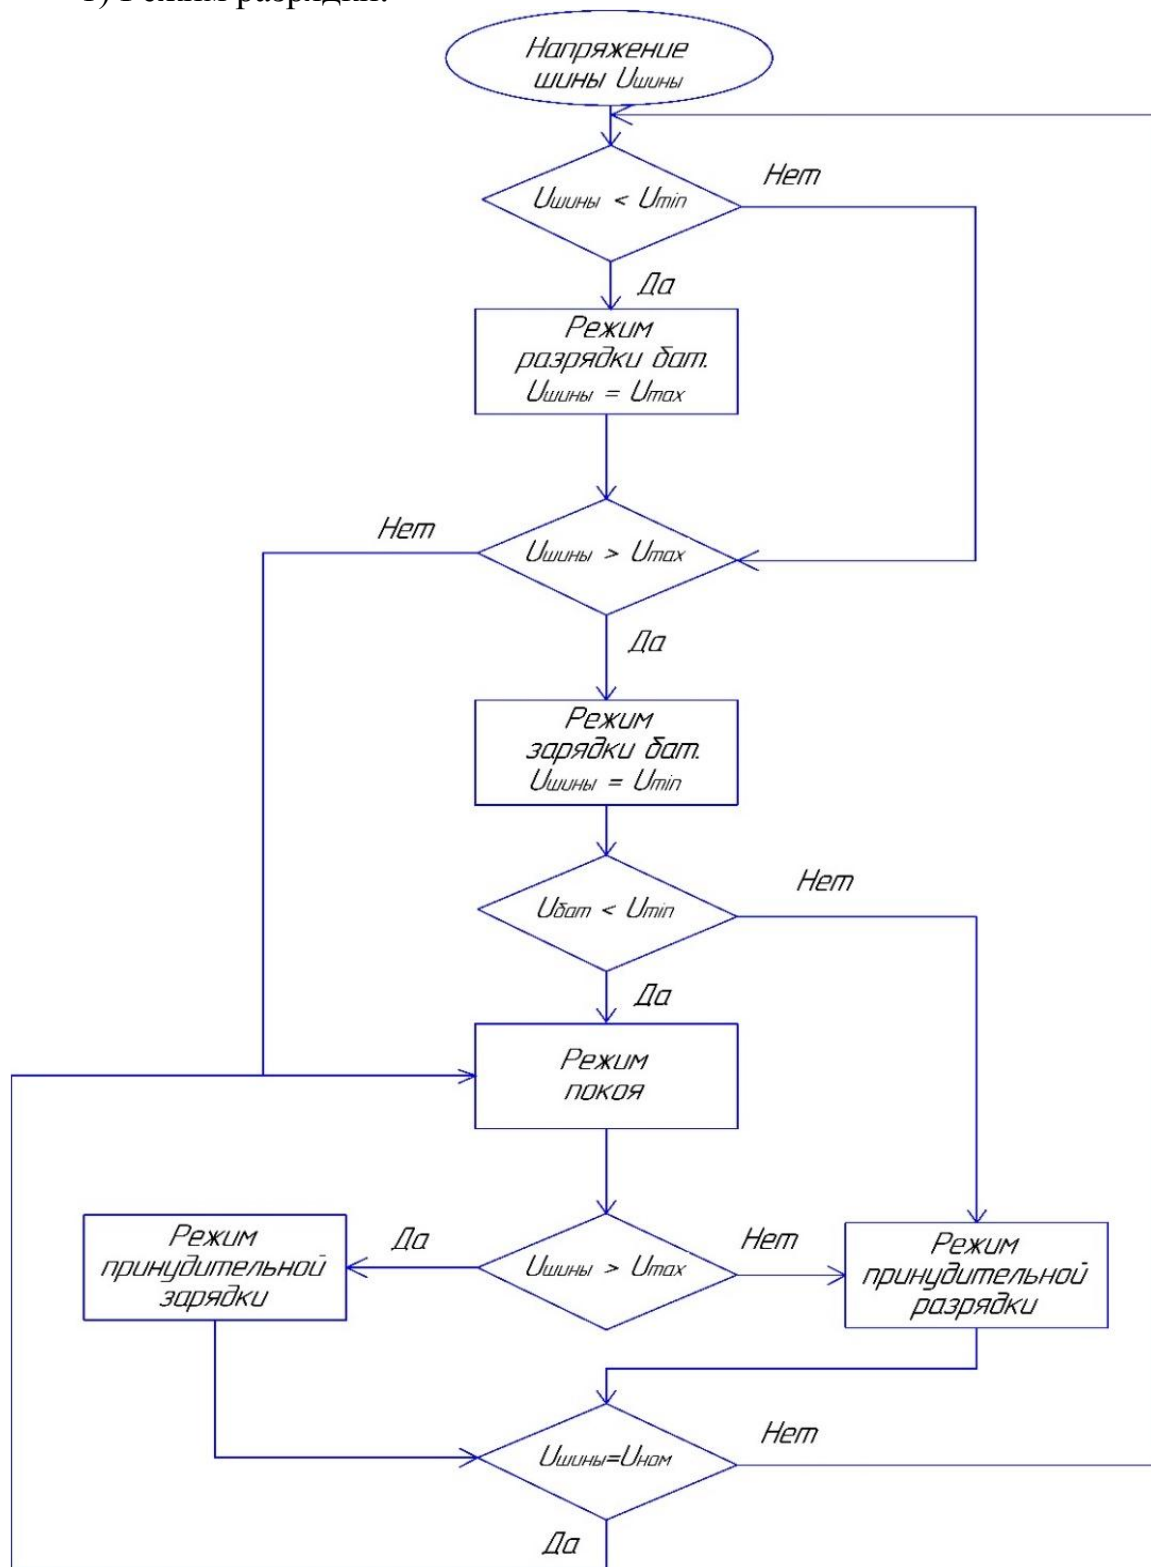 1) Режим разрядки:
Напряжение
шины Uшины
Uшины < Umin
Нет
Да
Режим
разрядки бат.
Uшины = Umax
Нет
Uшины > Umax
Да
Режим
зарядки бат.
Uшины = Umin
Uбат < Umin
Нет
Да
Режим
покоя
Режим
принудительной
зарядки
Да
Uшины > Umax
Нет
Режим
принудительной
разрядки
Uшины=Uном
Нет
Да